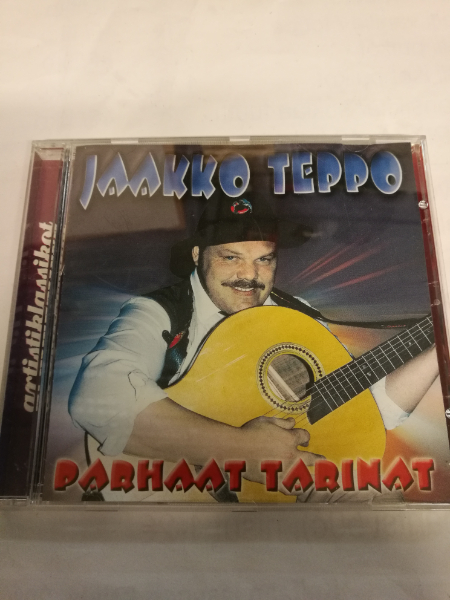 JAAKKO TEPPO
artistiklassikot
PARHAAT TARINAT